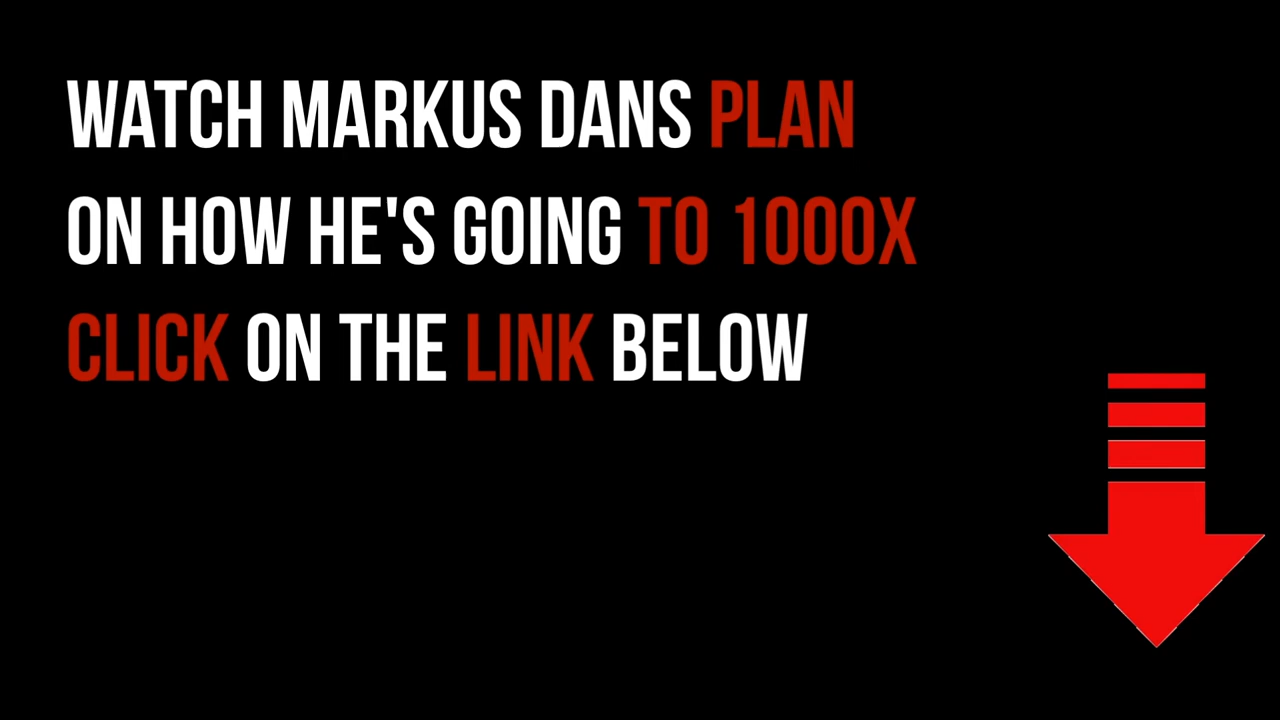 WATCH MARKUS DANS PLAN
ON HOW HE'S GOING TO 1000X
CLICK ON THE LINK BELOW